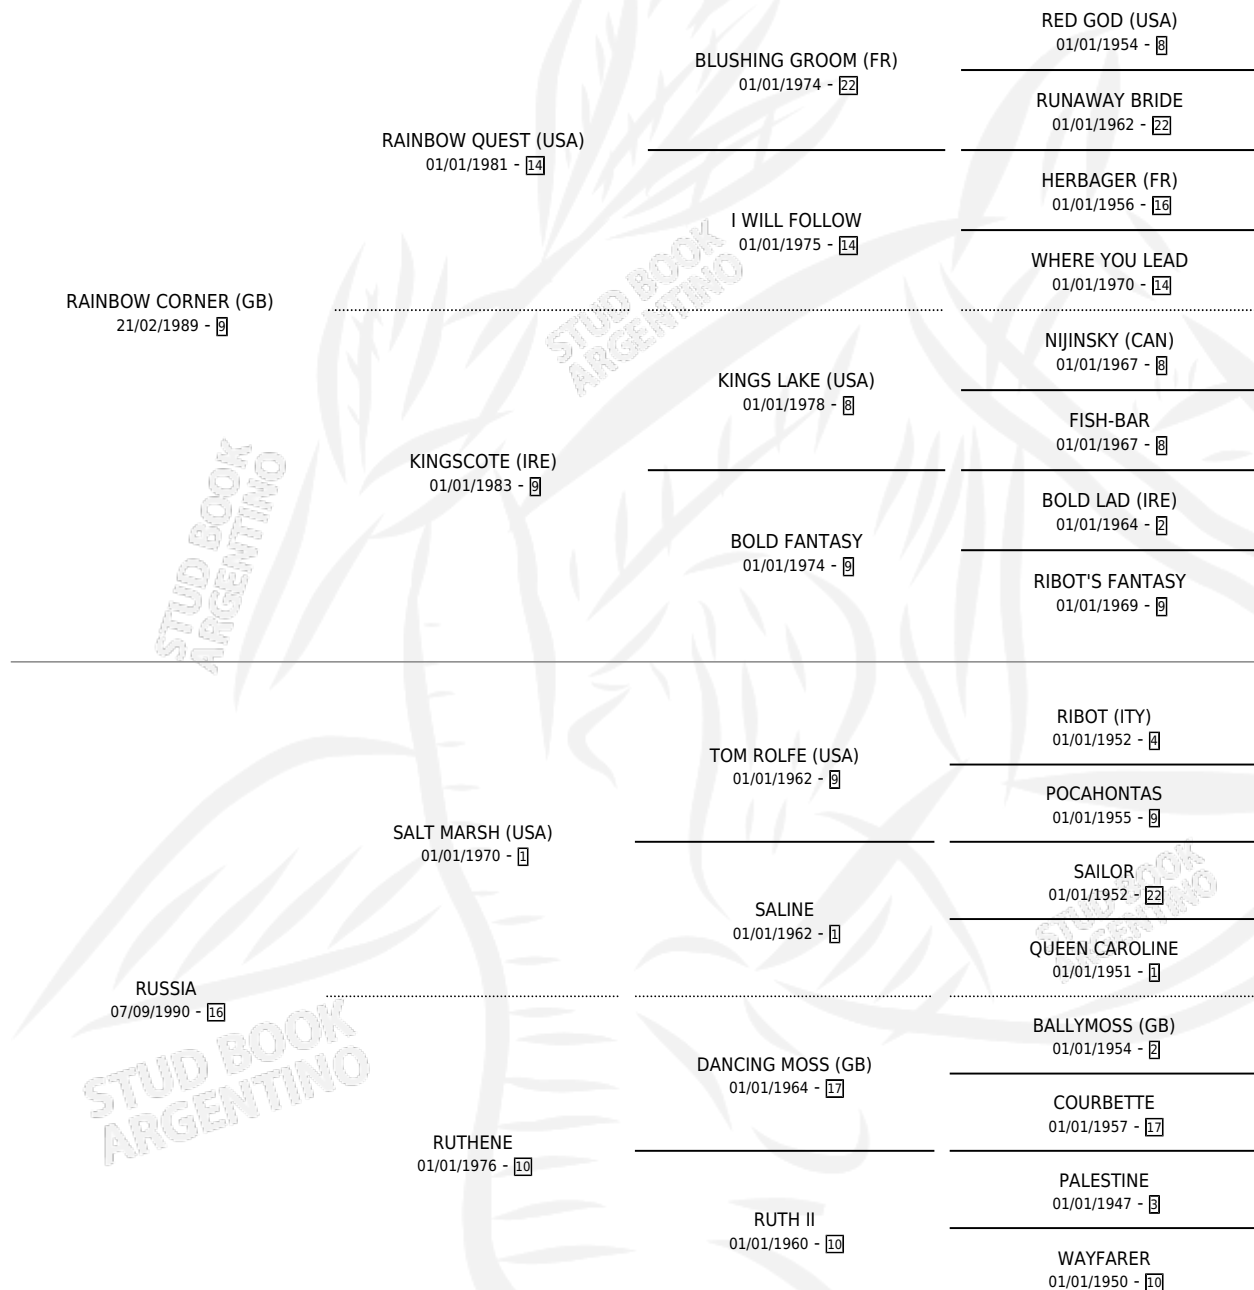 RED GOD (USA)
01/01/1954 - 8
BLUSHING GROOM (FR)
01/01/1974 - 22
RUNAWAY BRIDE
01/01/1962 - 22
RAINBOW QUEST (USA)
01/01/1981 - 14
HERBAGER (FR)
01/01/1956 - 16
I WILL FOLLOW
01/01/1975 - 14
WHERE YOU LEAD
01/01/1970 - 14
RAINBOW CORNER (GB)
21/02/1989 - 9
STUD BOOK
ARGENTINO
NIJINSKY (CAN)
01/01/1967 - 8
KINGS LAKE (USA)
01/01/1978 - 8
FISH-BAR
01/01/1967 - 8
KINGSCOTE (IRE)
01/01/1983 - 9
BOLD LAD (IRE)
01/01/1964 - 2
BOLD FANTASY
01/01/1974 - 9
RIBOT'S FANTASY
01/01/1969 - 9
STUD BOOK
ARGENTINO
RIBOT (ITY)
01/01/1952 - 4
TOM ROLFE (USA)
01/01/1962 - 9
POCAHONTAS
01/01/1955 - 9
SALT MARSH (USA)
01/01/1970 - 1
SAILOR
01/01/1952 - 22
SALINE
01/01/1962 - 1
QUEEN CAROLINE
01/01/1951 - 1
STUD BOOK
ARGENTINO
RUSSIA
07/09/1990 - 16
BALLYMOSS (GB)
01/01/1954 - 2
DANCING MOSS (GB)
01/01/1964 - 17
COURBETTE
01/01/1957 - 17
RUTHENE
01/01/1976 - 10
PALESTINE
01/01/1947 - 3
RUTH II
01/01/1960 - 10
WAYFARER
01/01/1950 - 10
STUD BOOK
ARGENTINO